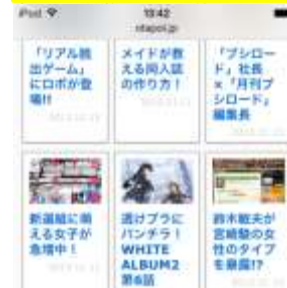 iPod
10:42
otapol.jp
「リアル脱
出ゲーム」
にロボが登
場!!
メイドが教
える同人誌
の作り方！
「ブシロー
ド」社長
×『月刊ブ
シロード』
編集長
新選組に萌
える女子が
急増中！
透けブラに
パンチラ！
WHITE
ALBUM2
第6話
鈴木敏夫が
宮崎駿の女
性のタイプ
を暴露!?